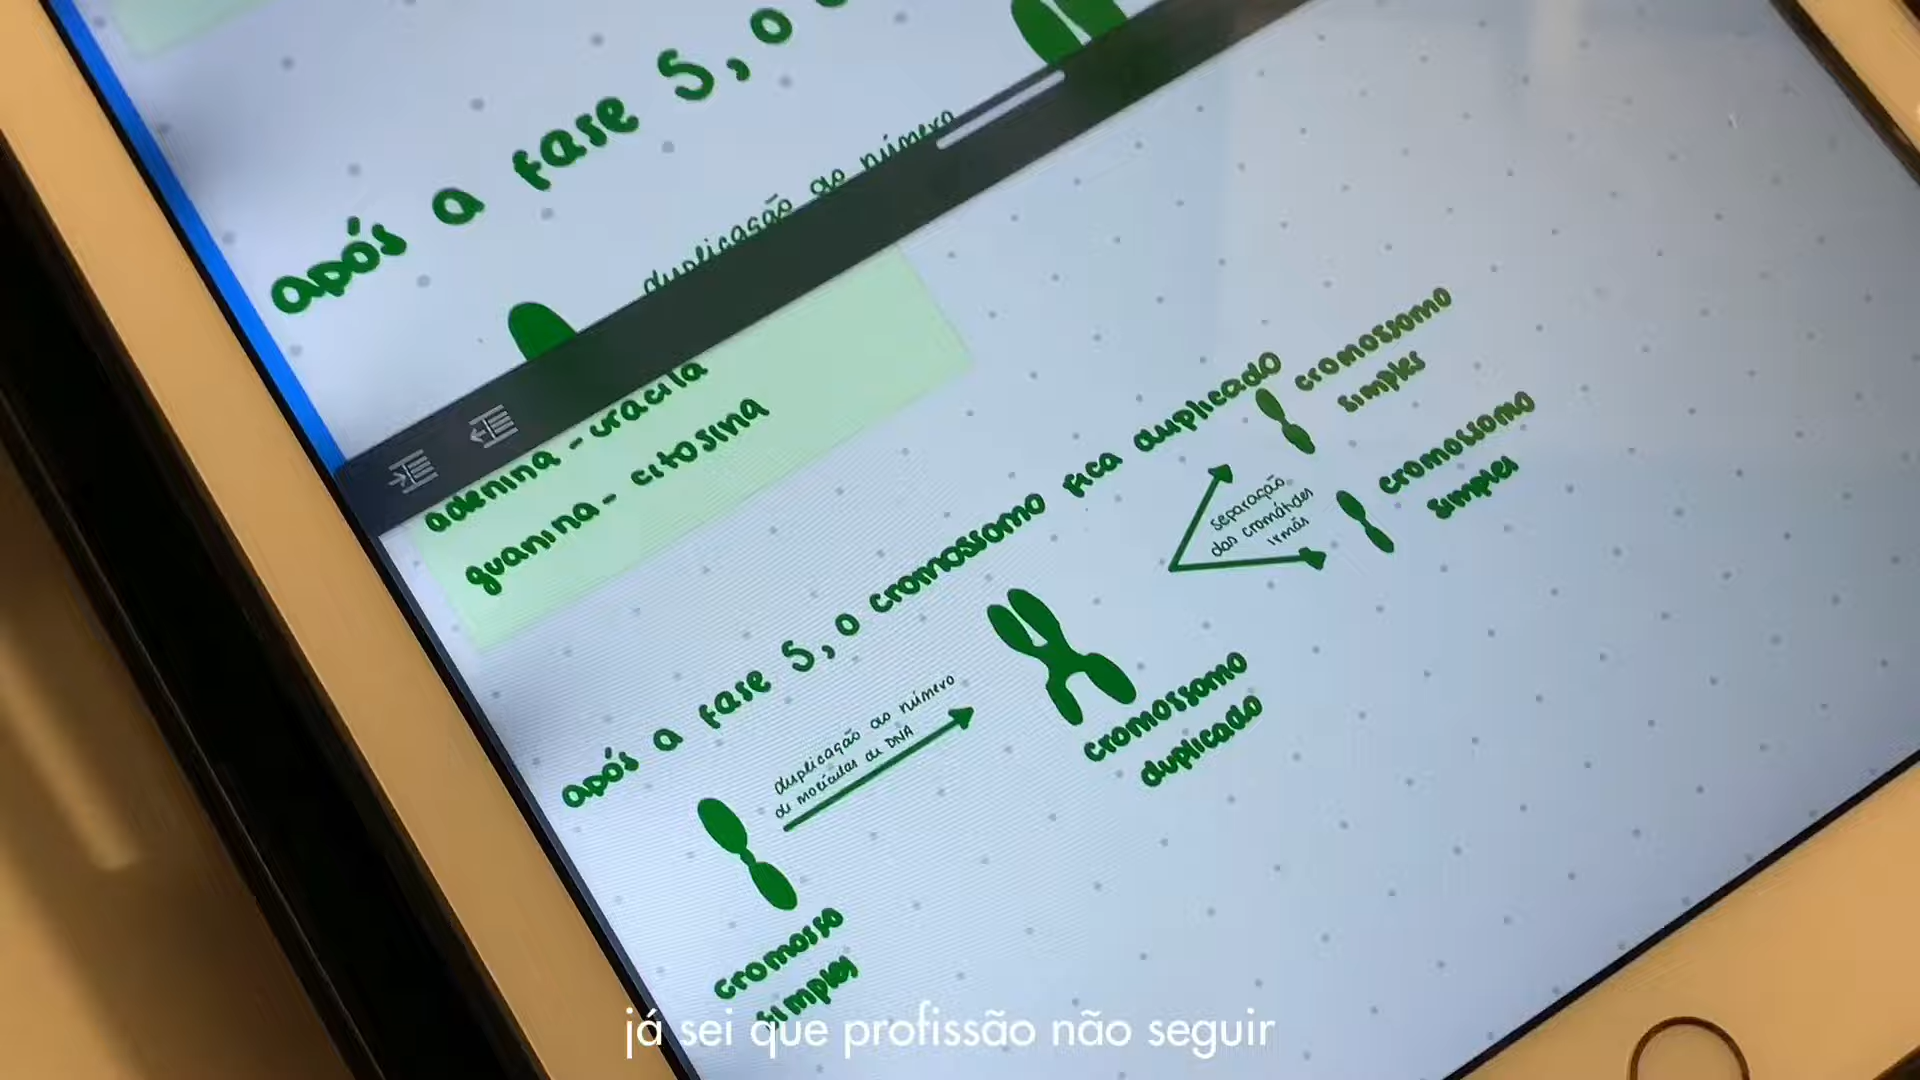 após a fase S, o
duplicação do número
adenina - uracila
guanina - citosina
após a fase S, o cromossomo fica duplicado
duplicação do número
de moléculas de DNA
cromosso
simples
cromossomo
duplicado
separação
das cromátides
irmãs
cromossomo
simples
cromossomo
simples
já sei que profissão não seguir